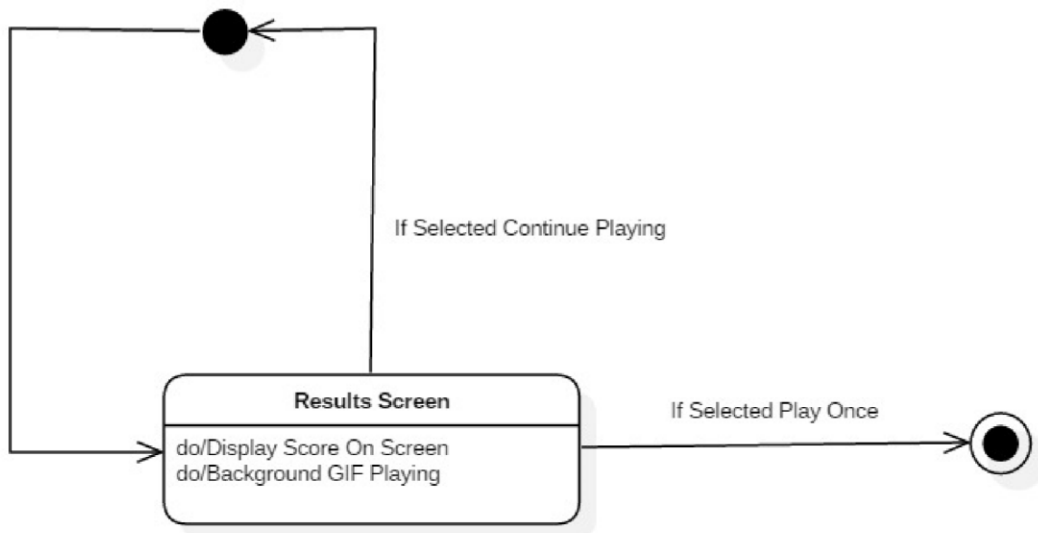 If Selected Continue Playing
Results Screen
If Selected Play Once
do/Display Score On Screen
do/Background GIF Playing